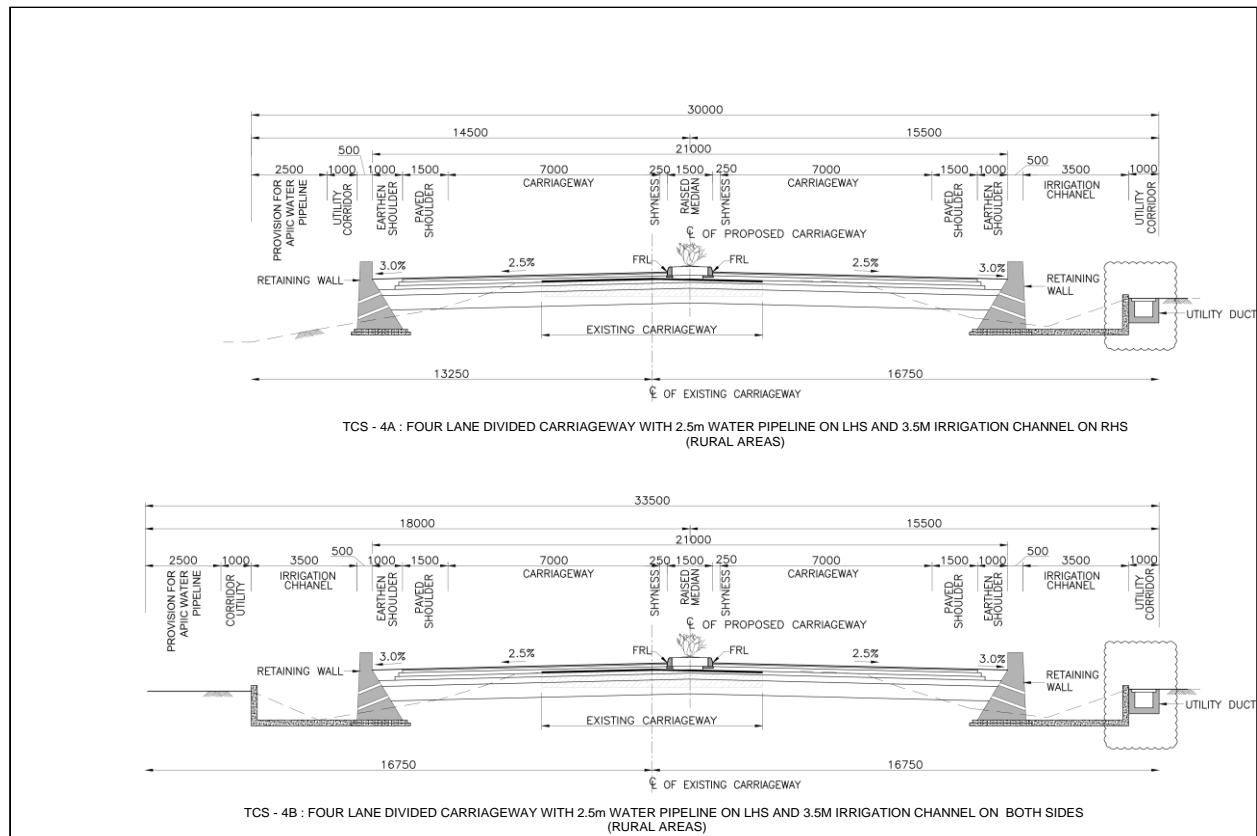 30000
14500 15500
21000
500 500
2500 1000 1000 1500 7000 250 1500 250 7000 1500 1000 3500 1000
PROVISION FOR
APIIC WATER
PIPELINE
UTILITY
CORRIDOR
EARTHEN
SHOULDER
PAVED
SHOULDER
CARRIAGEWAY
SHYNESS
RAISED
MEDIAN
SHYNESS
CARRIAGEWAY
PAVED
SHOULDER
EARTHEN
SHOULDER
IRRIGATION
CHHANEL
UTILITY
CORRIDOR
℄ OF PROPOSED CARRIAGEWAY
3.0% 2.5% FRL FRL 2.5% 3.0%
RETAINING WALL
RETAINING
WALL
UTILITY DUCT
EXISTING CARRIAGEWAY
13250 16750
℄ OF EXISTING CARRIAGEWAY
TCS - 4A : FOUR LANE DIVIDED CARRIAGEWAY WITH 2.5m WATER PIPELINE ON LHS AND 3.5M IRRIGATION CHANNEL ON RHS
(RURAL AREAS)
33500
18000 15500
21000
500 500
2500 1000 3500 1000 1500 7000 250 1500 250 7000 1500 1000 3500 1000
PROVISION FOR
APIIC WATER
PIPELINE
CORRIDOR
UTILITY
IRRIGATION
CHHANEL
EARTHEN
SHOULDER
PAVED
SHOULDER
CARRIAGEWAY
SHYNESS
RAISED
MEDIAN
SHYNESS
CARRIAGEWAY
PAVED
SHOULDER
EARTHEN
SHOULDER
IRRIGATION
CHHANEL
UTILITY
CORRIDOR
℄ OF PROPOSED CARRIAGEWAY
3.0% 2.5% FRL FRL 2.5% 3.0%
RETAINING WALL
RETAINING
WALL
UTILITY DUCT
EXISTING CARRIAGEWAY
16750 16750
℄ OF EXISTING CARRIAGEWAY
TCS - 4B : FOUR LANE DIVIDED CARRIAGEWAY WITH 2.5m WATER PIPELINE ON LHS AND 3.5M IRRIGATION CHANNEL ON BOTH SIDES
(RURAL AREAS)